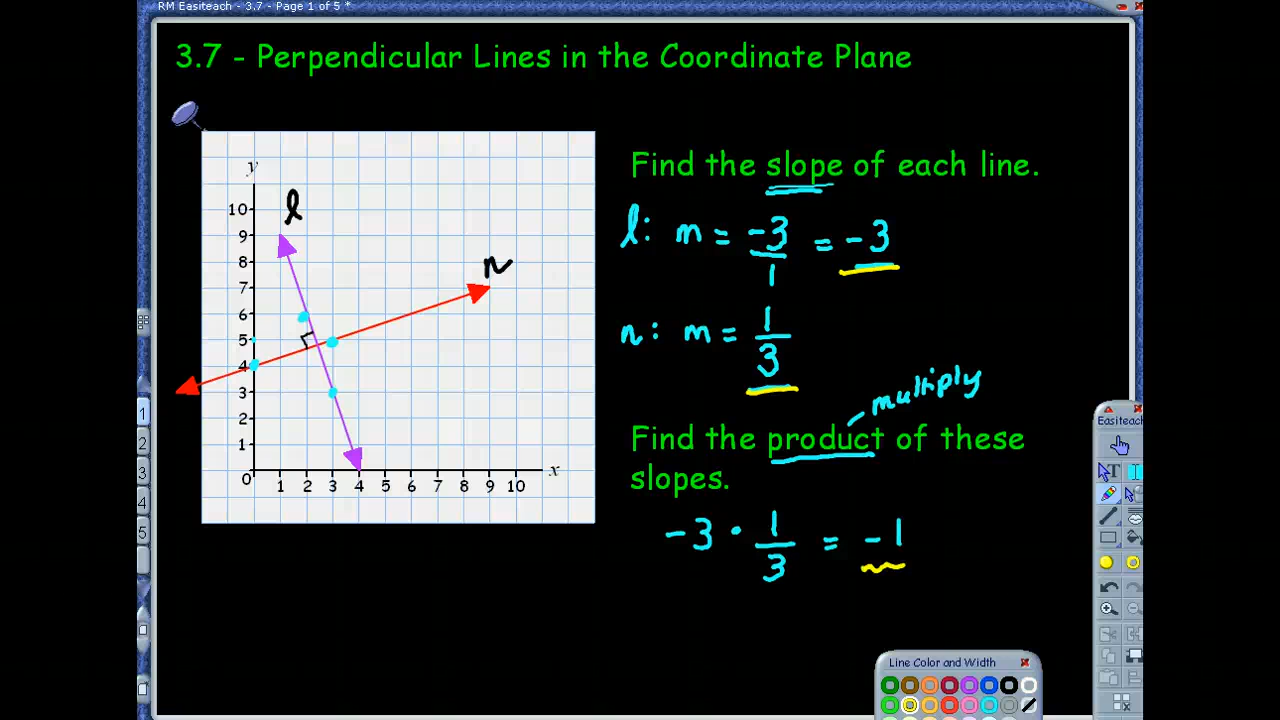 RM Easiteach - 3.7 - Page 1 of 5 *
3.7 - Perpendicular Lines in the Coordinate Plane
y
10
9
8
7
6
5
4
3
2
1
O
1 2 3 4 5 6 7 8 9 10
x
l
n
Find the slope of each line.
l: m = -3/1 = -3
n: m = 1/3
multiply
Find the product of these
slopes.
-3 · 1/3 = -1
1
2
3
4
5
Easiteach
T
Line Color and Width